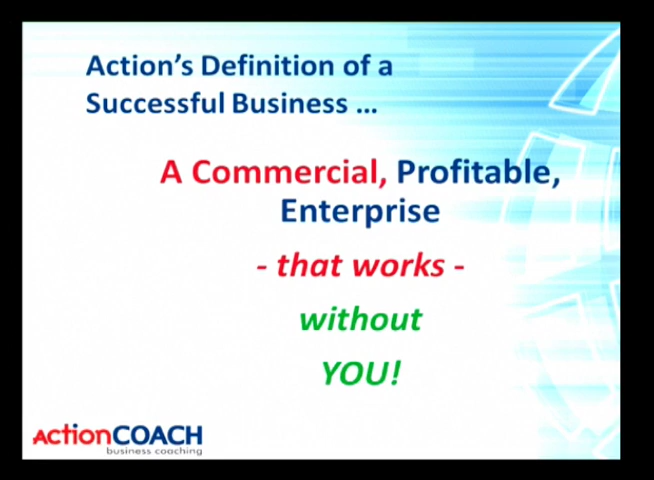 Action's Definition of a
Successful Business ...
A Commercial, Profitable,
Enterprise
- that works -
without
YOU!
ActionCOACH
business coaching